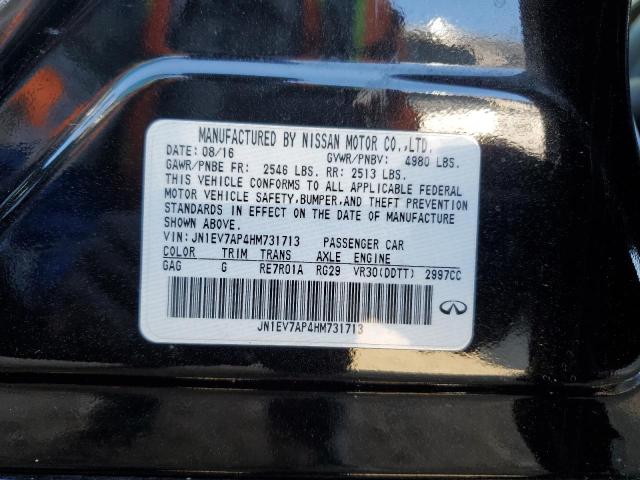 MANUFACTURED BY NISSAN MOTOR CO.,LTD.
DATE: 08/16 GVWR/PNBV: 4980 LBS.
GAWR/PNBE FR: 2546 LBS. RR: 2513 LBS.
THIS VEHICLE CONFORMS TO ALL APPLICABLE FEDERAL
MOTOR VEHICLE SAFETY,BUMPER,AND THEFT PREVENTION
STANDARDS IN EFFECT ON THE DATE OF MANUFACTURE
SHOWN ABOVE.
VIN: JN1EV7AP4HM731713 PASSENGER CAR
COLOR TRIM TRANS AXLE ENGINE
GAG G RE7R01A RG29 VR30(DDTT) 2997CC
JN1EV7AP4HM731713